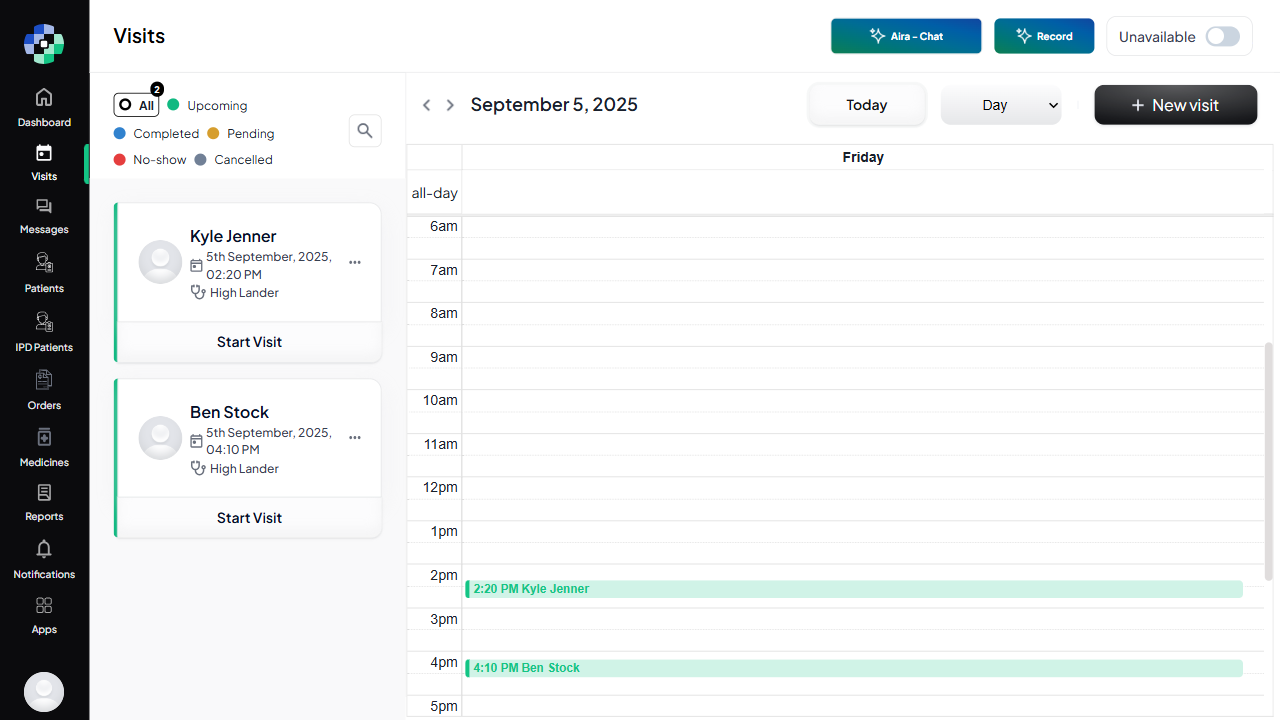 Visits
Aira - Chat
Record
Unavailable
Dashboard
Visits
Messages
Patients
IPD Patients
Orders
Medicines
Reports
Notifications
Apps
All
2
Upcoming
Completed
Pending
No-show
Cancelled
Kyle Jenner
5th September, 2025,
02:20 PM
High Lander
Start Visit
Ben Stock
5th September, 2025,
04:10 PM
High Lander
Start Visit
September 5, 2025
Today
Day
+ New visit
Friday
all-day
6am
7am
8am
9am
10am
11am
12pm
1pm
2pm
2:20 PM Kyle Jenner
3pm
4pm
4:10 PM Ben Stock
5pm